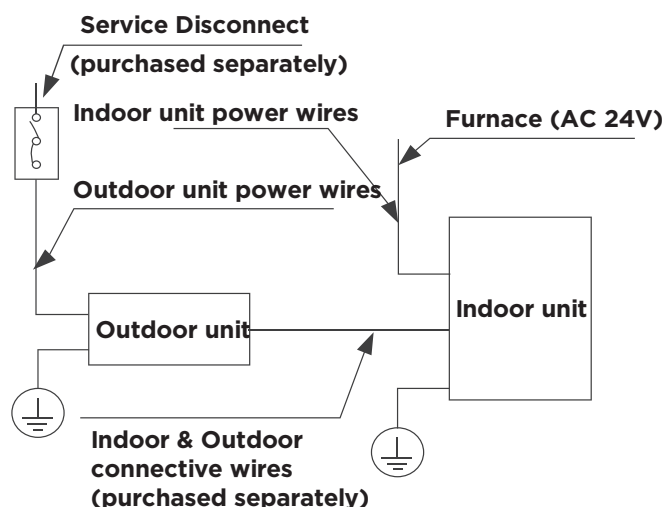 Service Disconnect
(purchased separately)
Indoor unit power wires
Furnace (AC 24V)
Outdoor unit power wires
Indoor unit
Outdoor unit
Indoor & Outdoor
connective wires
(purchased separately)